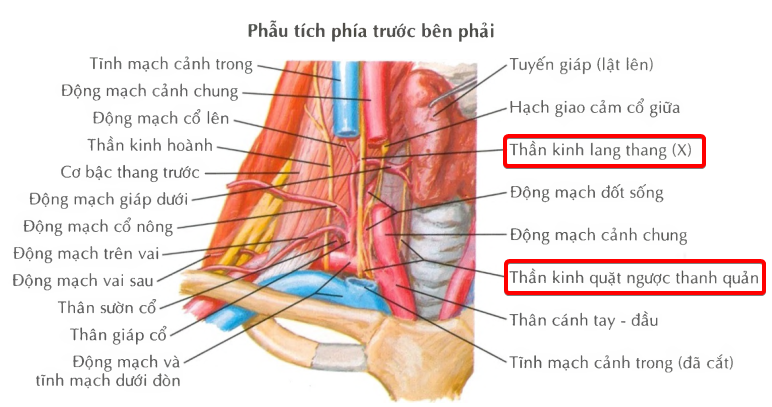 Phẫu tích phía trước bên phải
Tĩnh mạch cảnh trong
Động mạch cảnh chung
Động mạch cổ lên
Thần kinh hoành
Cơ bậc thang trước
Động mạch giáp dưới
Động mạch cổ nông
Động mạch trên vai
Động mạch vai sau
Thân sườn cổ
Thân giáp cổ
Động mạch và
tĩnh mạch dưới đòn
Tuyến giáp (lật lên)
Hạch giao cảm cổ giữa
Thần kinh lang thang (X)
Động mạch đốt sống
Động mạch cảnh chung
Thần kinh quặt ngược thanh quản
Thân cánh tay - đầu
Tĩnh mạch cảnh trong (đã cắt)